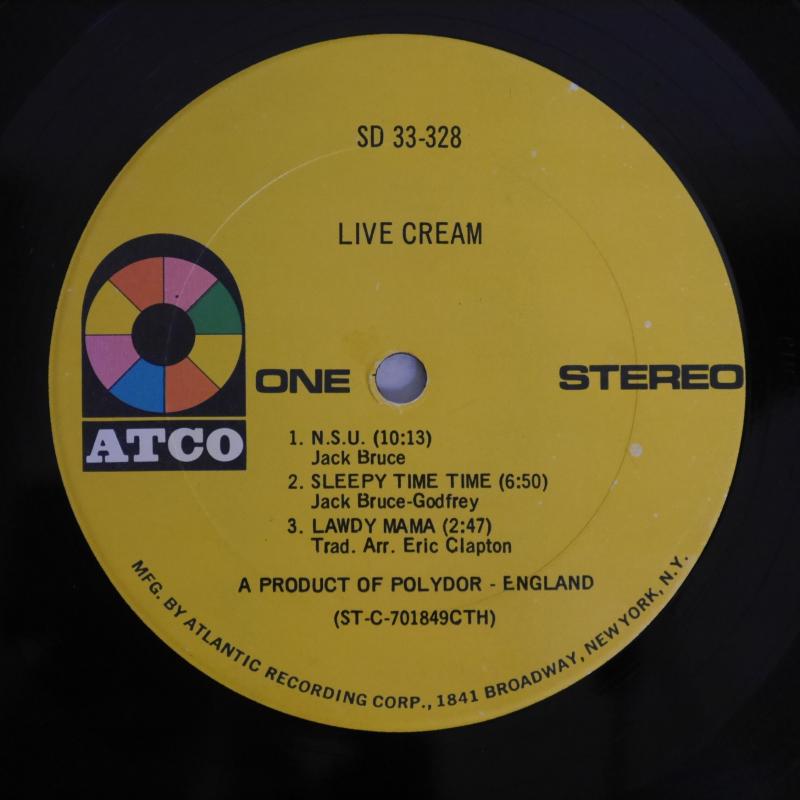 SD 33-328
LIVE CREAM
ONE
STEREO
ATCO
1. N.S.U. (10:13)
Jack Bruce
2. SLEEPY TIME TIME (6:50)
Jack Bruce-Godfrey
3. LAWDY MAMA (2:47)
Trad. Arr. Eric Clapton
A PRODUCT OF POLYDOR - ENGLAND
(ST-C-701849CTH)
MFG. BY ATLANTIC RECORDING CORP., 1841 BROADWAY, NEW YORK, N.Y.